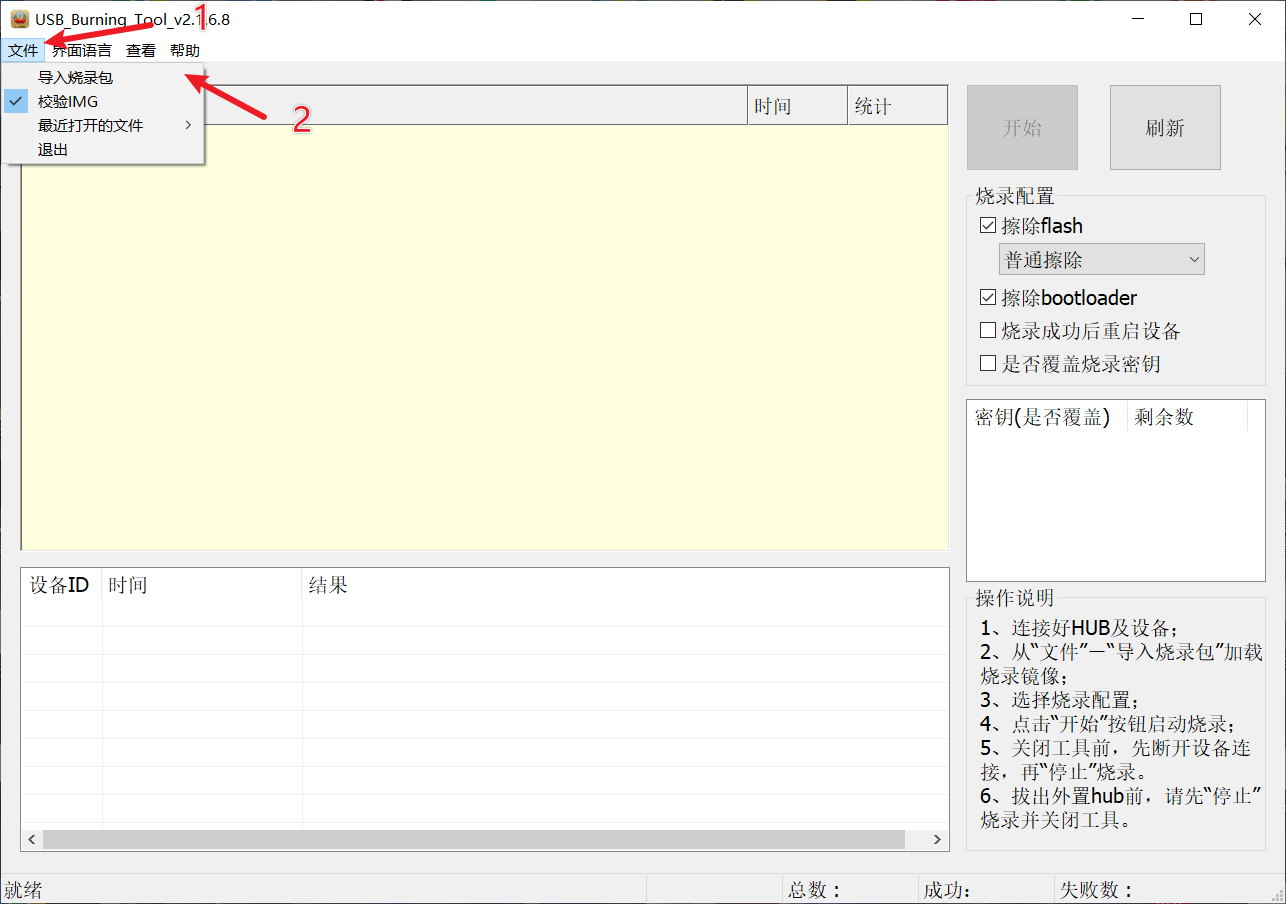 USB_Burning_Tool_v2.1.6.8
1
文件 界面语言 查看 帮助
导入烧录包
校验IMG
最近打开的文件
退出
2
时间 统计
开始 刷新
烧录配置
擦除flash
普通擦除
擦除bootloader
烧录成功后重启设备
是否覆盖烧录密钥
密钥(是否覆盖) 剩余数
设备ID 时间 结果
操作说明
1、连接好HUB及设备；
2、从“文件”—“导入烧录包”加载
烧录镜像；
3、选择烧录配置；
4、点击“开始”按钮启动烧录；
5、关闭工具前，先断开设备连
接，再“停止”烧录。
6、拔出外置hub前，请先“停止”
烧录并关闭工具。
就绪 总数： 成功： 失败数：